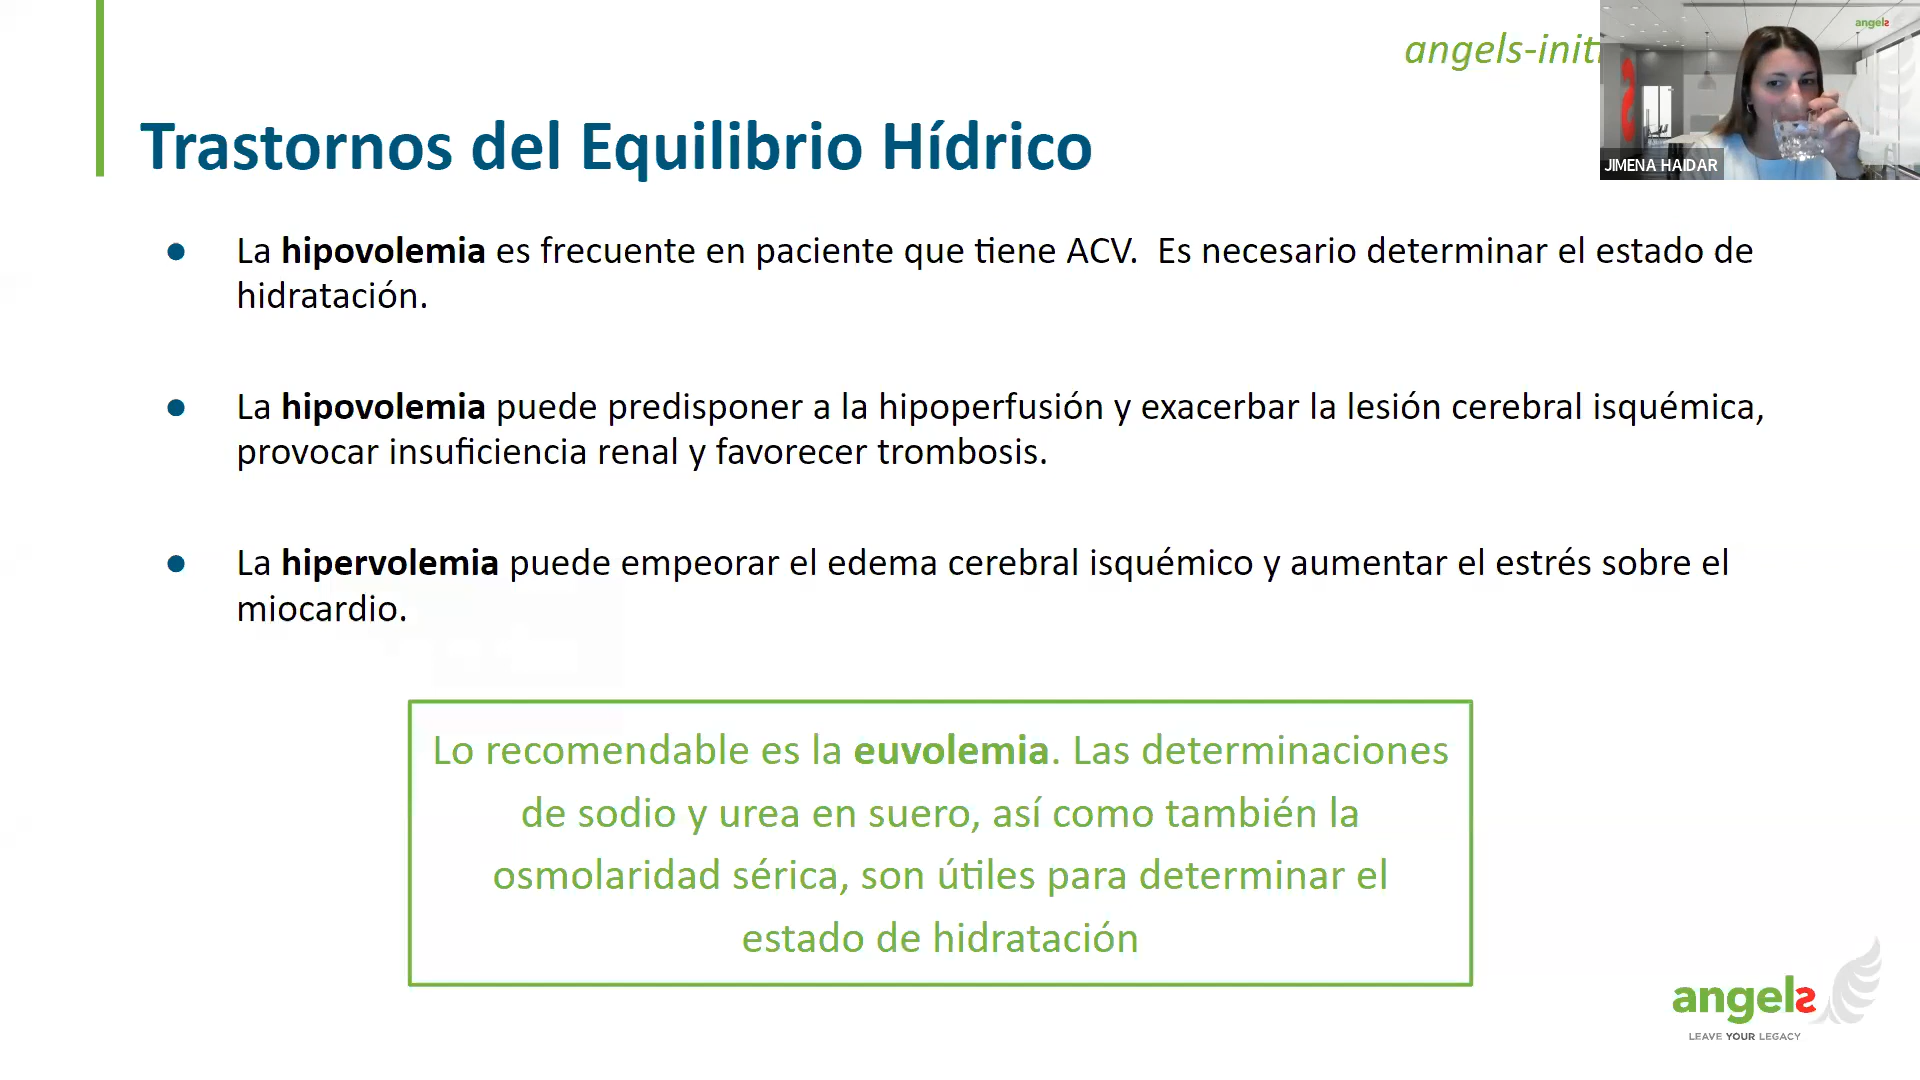 angels-initi
angels
JIMENA HAIDAR
Trastornos del Equilibrio Hídrico
● La hipovolemia es frecuente en paciente que tiene ACV. Es necesario determinar el estado de
hidratación.
● La hipovolemia puede predisponer a la hipoperfusión y exacerbar la lesión cerebral isquémica,
provocar insuficiencia renal y favorecer trombosis.
● La hipervolemia puede empeorar el edema cerebral isquémico y aumentar el estrés sobre el
miocardio.
Lo recomendable es la euvolemia. Las determinaciones
de sodio y urea en suero, así como también la
osmolaridad sérica, son útiles para determinar el
estado de hidratación
angels
LEAVE YOUR LEGACY